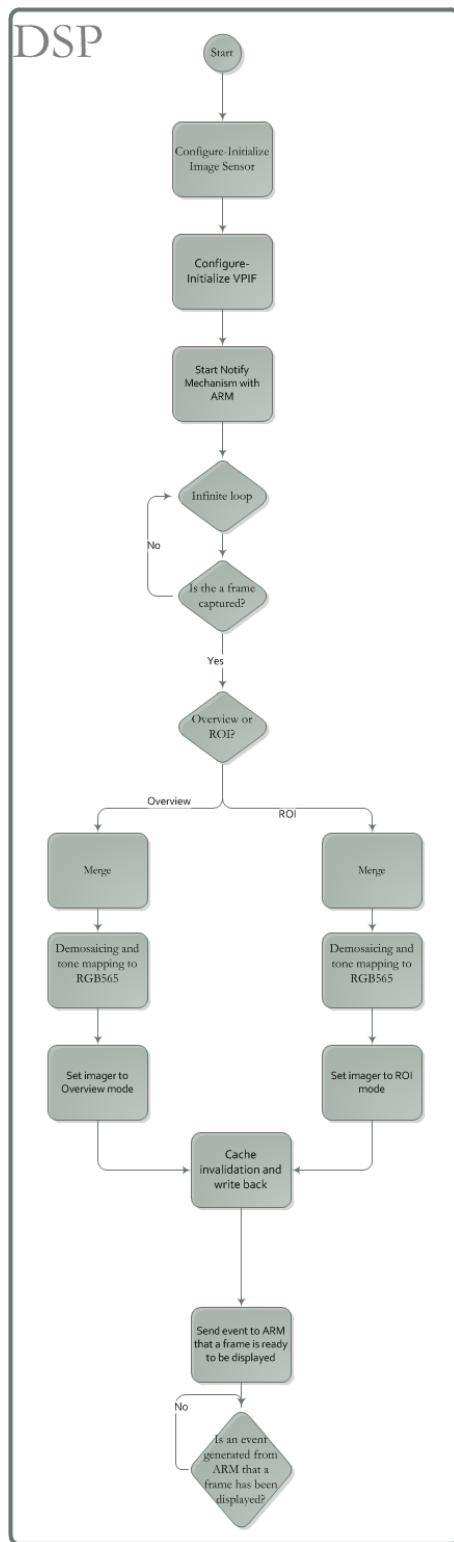 DSP
Start
Configure-Initialize
Image Sensor
Configure-
Initialize VPIF
Start Notify
Mechanism with
ARM
Infinite loop
No
Is the a frame
captured?
Yes
Overview or
ROI?
Overview
ROI
Merge
Merge
Demosaicing and
tone mapping to
RGB565
Demosaicing and
tone mapping to
RGB565
Set imager to
Overview mode
Set imager to ROI
mode
Cache
invalidation and
write back
Send event to ARM
that a frame is ready
to be displayed
No
Is an event
generated from
ARM that a
frame has been
displayed?